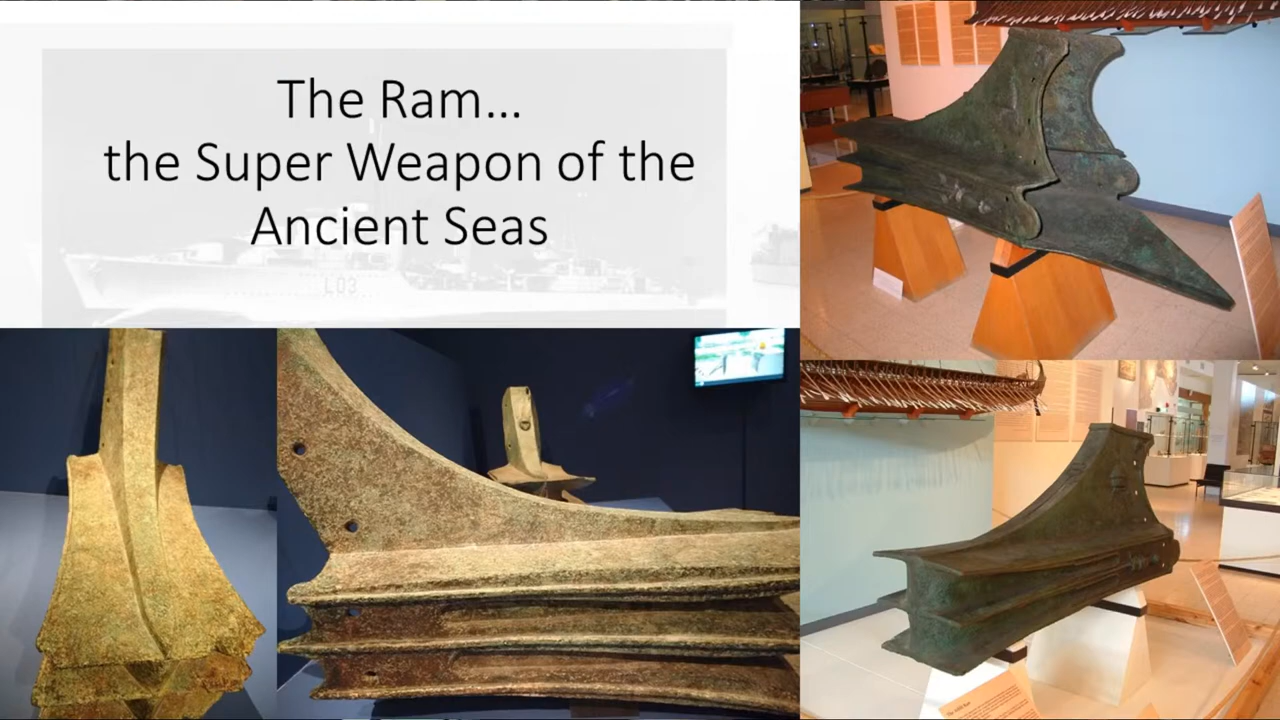 The Ram...
the Super Weapon of the
Ancient Seas
L03